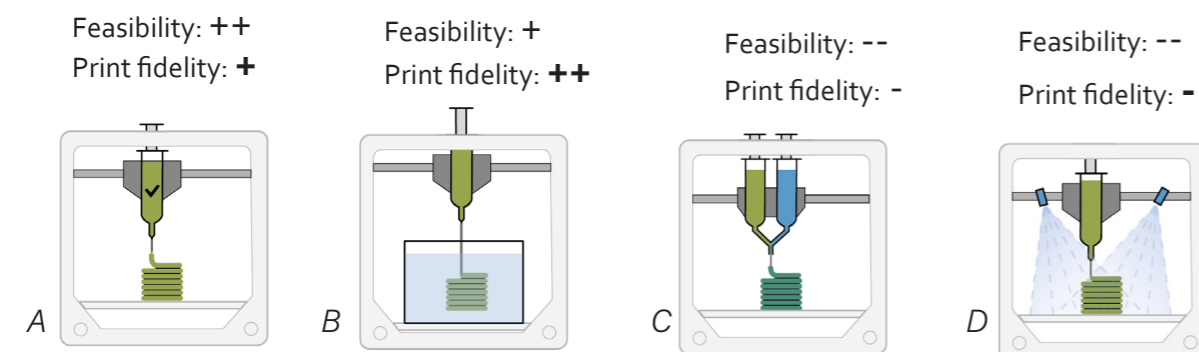 Feasibility: ++
Print fidelity: +
Feasibility: +
Print fidelity: ++
Feasibility: --
Print fidelity: -
Feasibility: --
Print fidelity: -
A
B
C
D